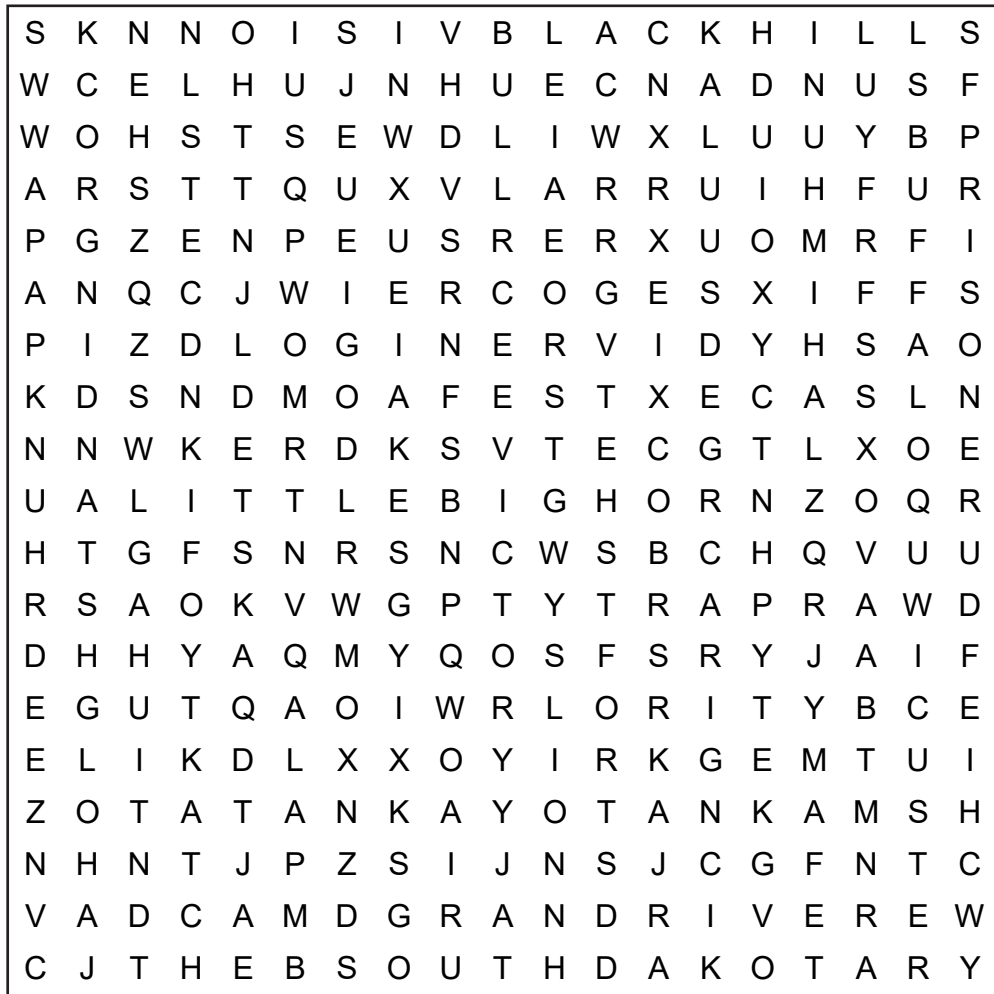 S K N N O I S I V B L A C K H I L L S
W C E L H U J N H U E C N A D N U S F
W O H S T S E W D L I W X L U U Y B P
A R S T T Q U X V L A R R U I H F U R
P G Z E N P E U S R E R X U O M R F I
A N Q C J W I E R C O G E S X I F F S
P I Z D L O G I N E R V I D Y H S A O
K D S N D M O A F E S T X E C A S L N
N N W K E R D K S V T E C G T L X O E
U A L I T T L E B I G H O R N Z O Q R
H T G F S N R S N C W S B C H Q V U U
R S A O K V W G P T Y T R A P R A W D
D H H Y A Q M Y Q O S F S R Y J A I F
E G U T Q A O I W R L O R I T Y B C E
E L I K D L X X O Y I R K G E M T U I
Z O T A T A N K A Y O T A N K A M S H
N H N T J P Z S I J N S J C G F N T C
V A D C A M D G R A N D R I V E R E W
C J T H E B S O U T H D A K O T A R Y